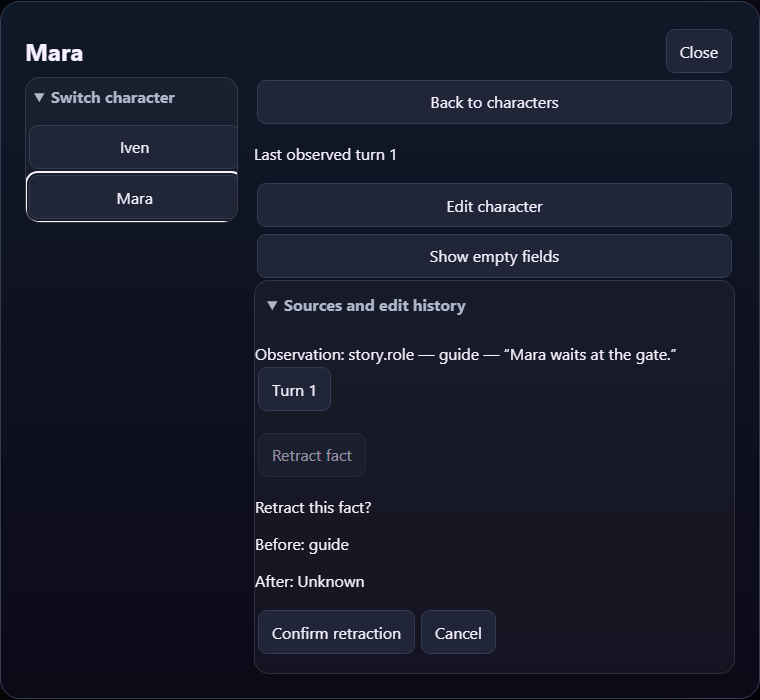 Mara
Close
▼ Switch character
Iven
Mara
Back to characters
Last observed turn 1
Edit character
Show empty fields
▼ Sources and edit history
Observation: story.role — guide — “Mara waits at the gate.”
Turn 1
Retract fact
Retract this fact?
Before: guide
After: Unknown
Confirm retraction
Cancel